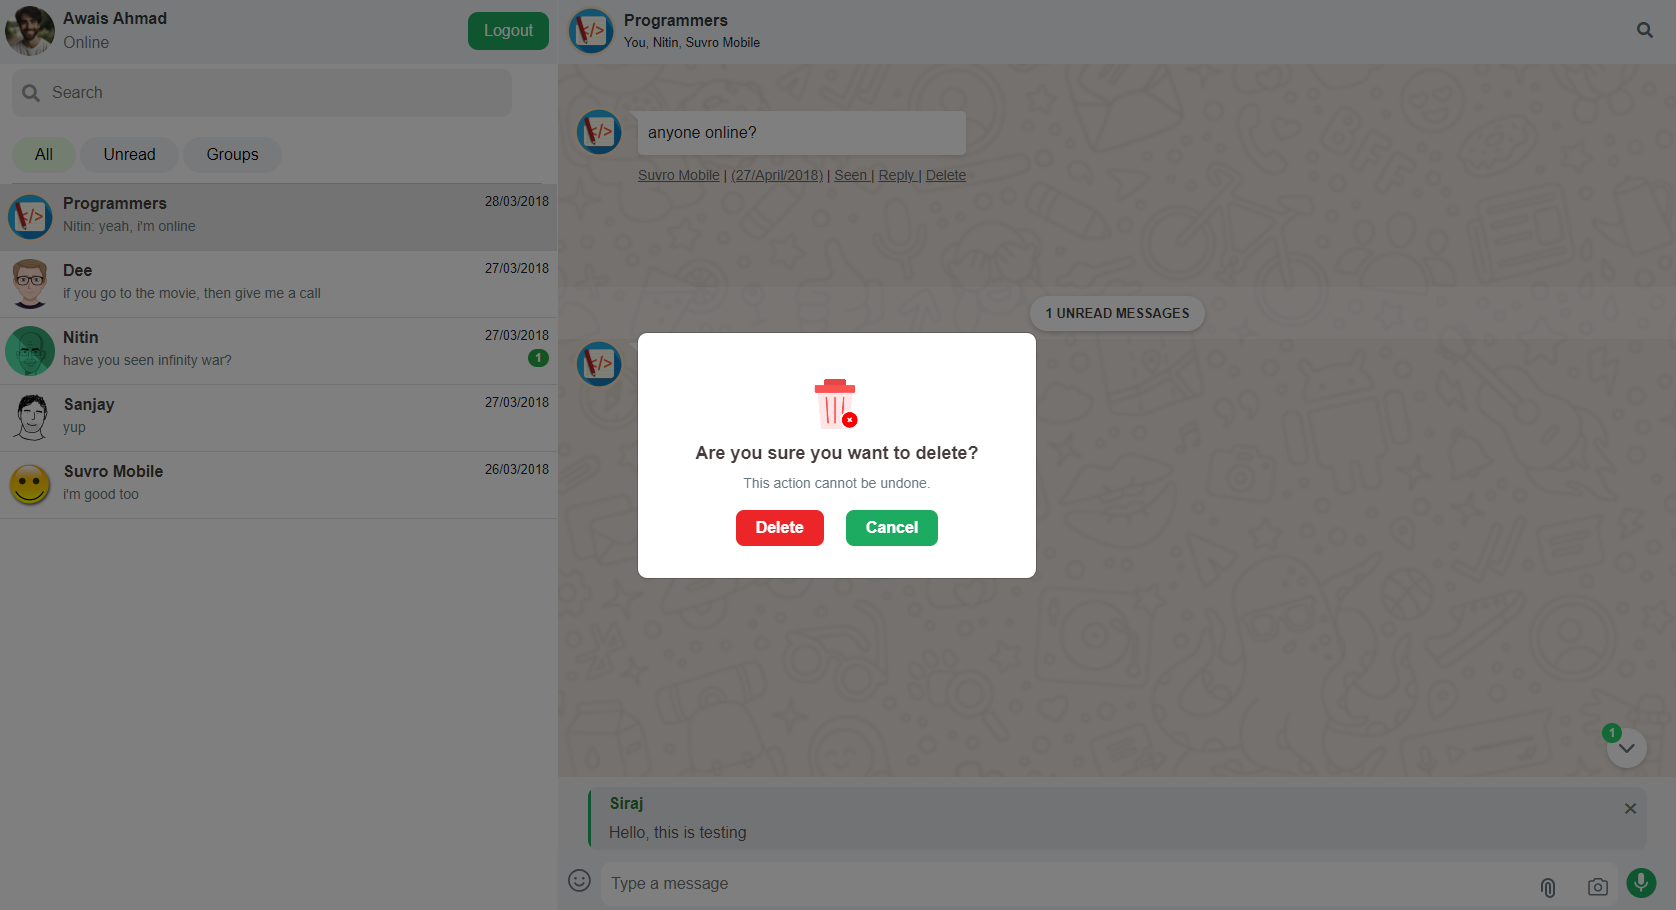 Awais Ahmad
Online
Logout
Search
All
Unread
Groups
Programmers
28/03/2018
Nitin: yeah, i'm online
Dee
27/03/2018
if you go to the movie, then give me a call
Nitin
27/03/2018
have you seen infinity war?
1
Sanjay
27/03/2018
yup
Suvro Mobile
26/03/2018
i'm good too
Programmers
You, Nitin, Suvro Mobile
anyone online?
Suvro Mobile | (27/April/2018) | Seen | Reply | Delete
1 UNREAD MESSAGES
Are you sure you want to delete?
This action cannot be undone.
Delete
Cancel
1
Siraj
Hello, this is testing
Type a message